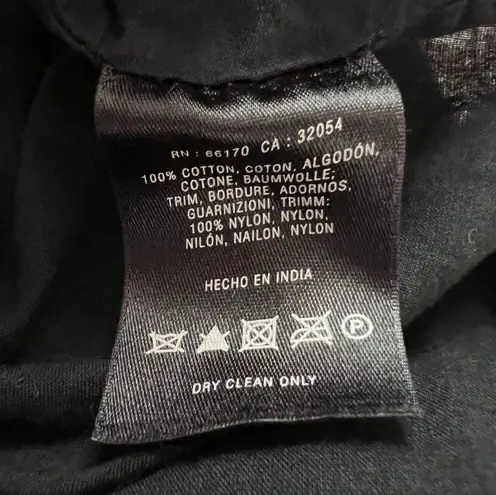 RN : 66170 CA : 32054
100% COTTON, COTON, ALGODÓN,
COTONE, BAUMWOLLE;
TRIM, BORDURE, ADORNOS,
GUARNIZIONI, TRIMM:
100% NYLON, NYLON,
NILÓN, NAILON, NYLON
HECHO EN INDIA
P
DRY CLEAN ONLY